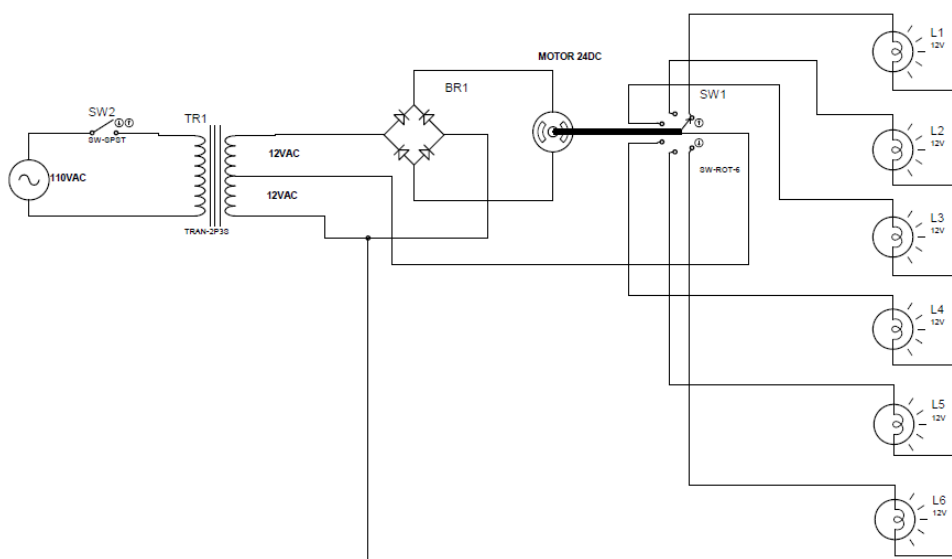 SW2
SW-SPST
110VAC
TR1
TRAN-2P3S
12VAC
12VAC
BR1
MOTOR 24DC
SW1
SW-ROT-6
L1
12V
L2
12V
L3
12V
L4
12V
L5
12V
L6
12V